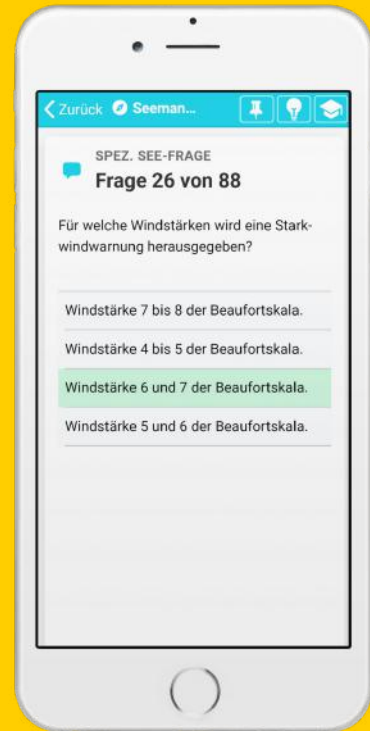 Zurück Seeman...
SPEZ. SEE-FRAGE
Frage 26 von 88
Für welche Windstärken wird eine Stark-
windwarnung herausgegeben?
Windstärke 7 bis 8 der Beaufortskala.
Windstärke 4 bis 5 der Beaufortskala.
Windstärke 6 und 7 der Beaufortskala.
Windstärke 5 und 6 der Beaufortskala.